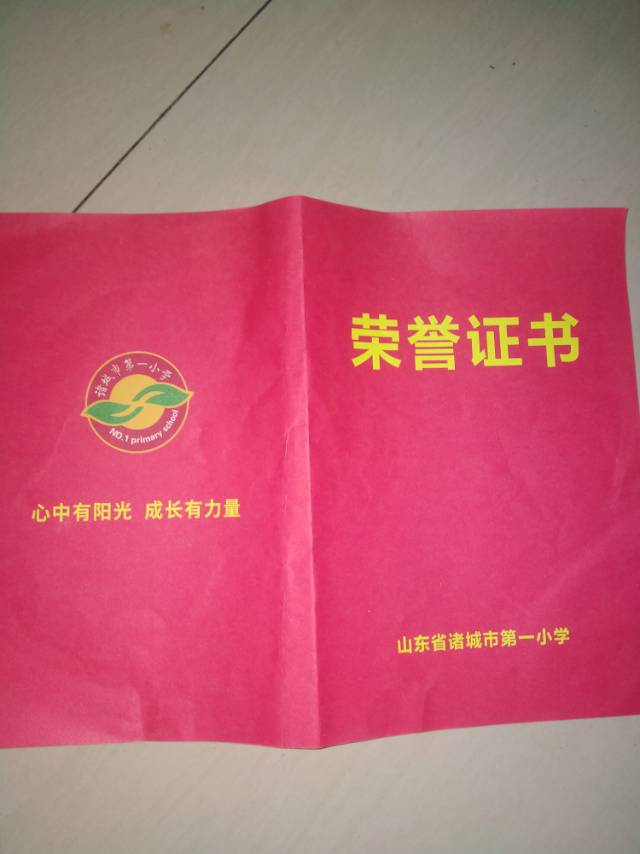 诸城市第一小学
NO.1 primary school
心中有阳光 成长有力量
荣誉证书
山东省诸城市第一小学